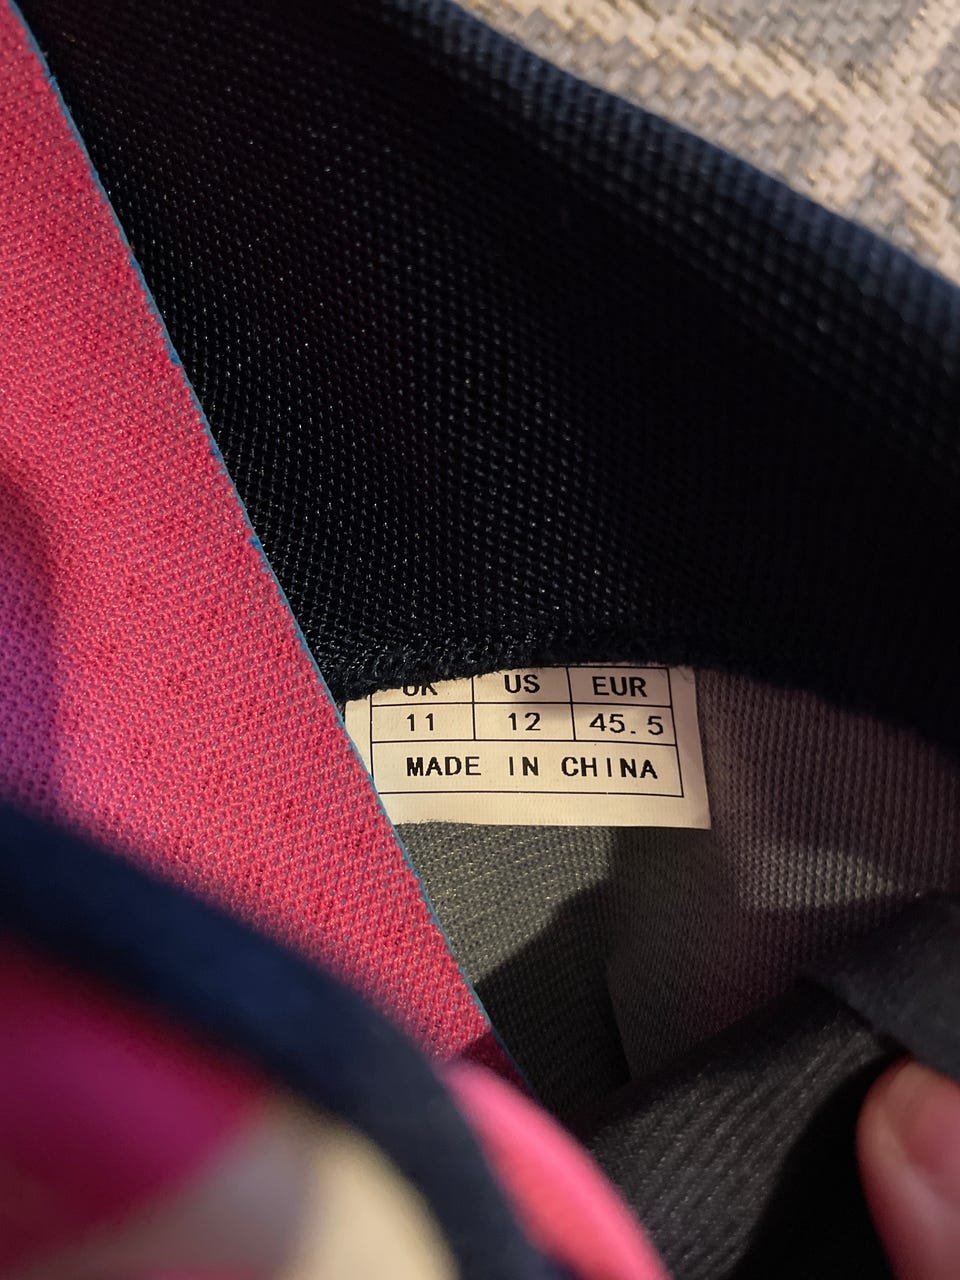 UK US EUR
11 12 45.5
MADE IN CHINA